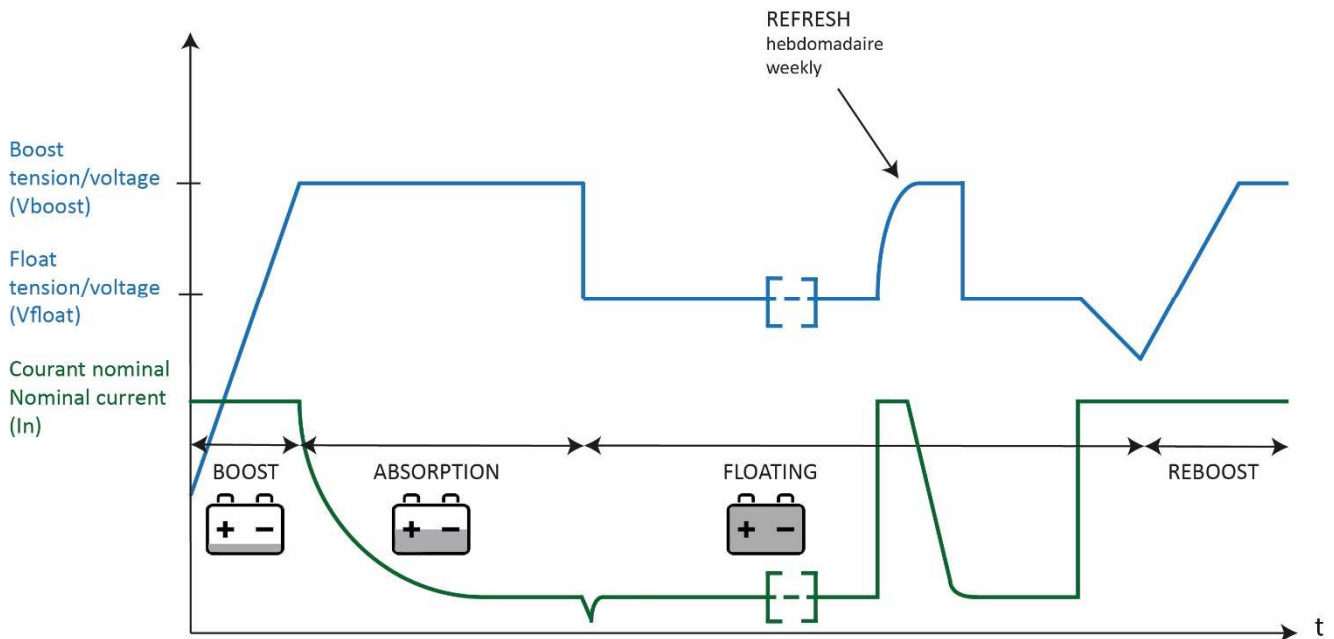 REFRESH
hebdomadaire
weekly
Boost
tension/voltage
(Vboost)
Float
tension/voltage
(Vfloat)
Courant nominal
Nominal current
(In)
BOOST
ABSORPTION
FLOATING
REBOOST
+ −
+ −
+ −
t